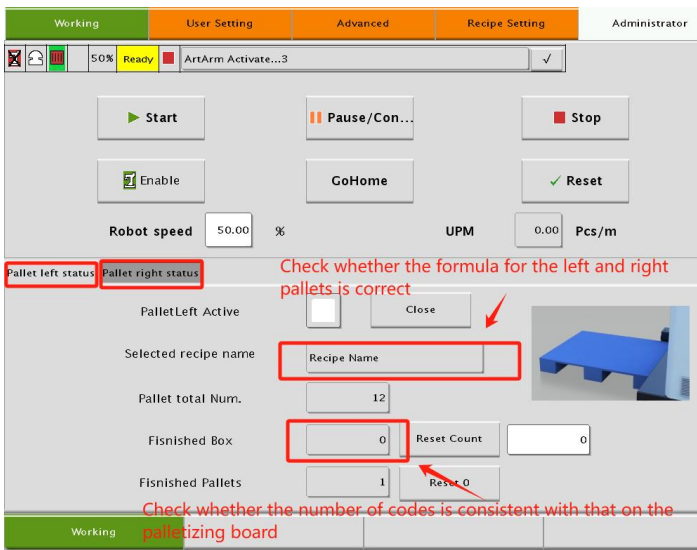 Working User Setting Advanced Recipe Setting Administrator
50% Ready ArtArm Activate...3 √
Start Pause/Con... Stop
Enable GoHome Reset
Robot speed 50.00 % UPM 0.00 Pcs/m
Pallet left status Pallet right status
Check whether the formula for the left and right
pallets is correct
PalletLeft Active Close
Selected recipe name Recipe Name
Pallet total Num. 12
Fisnished Box 0 Reset Count 0
Fisnished Pallets 1 Reset 0
Check whether the number of codes is consistent with that on the
palletizing board
Working